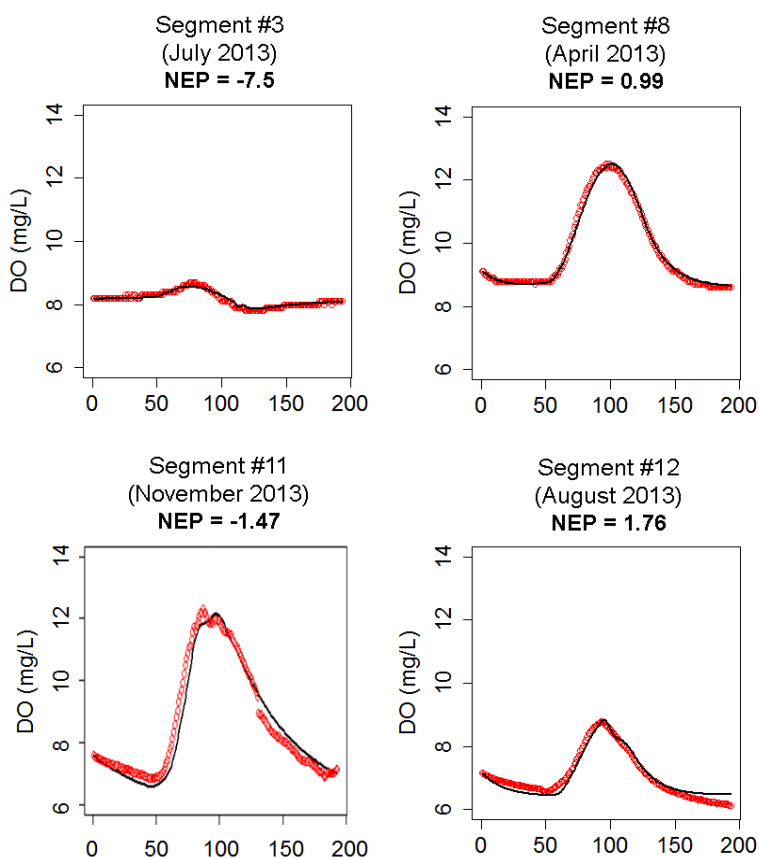 Segment #3
(July 2013)
NEP = -7.5
DO (mg/L)
14
12
10
8
6
0 50 100 150 200
Segment #8
(April 2013)
NEP = 0.99
DO (mg/L)
14
12
10
8
6
0 50 100 150 200
Segment #11
(November 2013)
NEP = -1.47
DO (mg/L)
14
12
10
8
6
0 50 100 150 200
Segment #12
(August 2013)
NEP = 1.76
DO (mg/L)
14
12
10
8
6
0 50 100 150 200